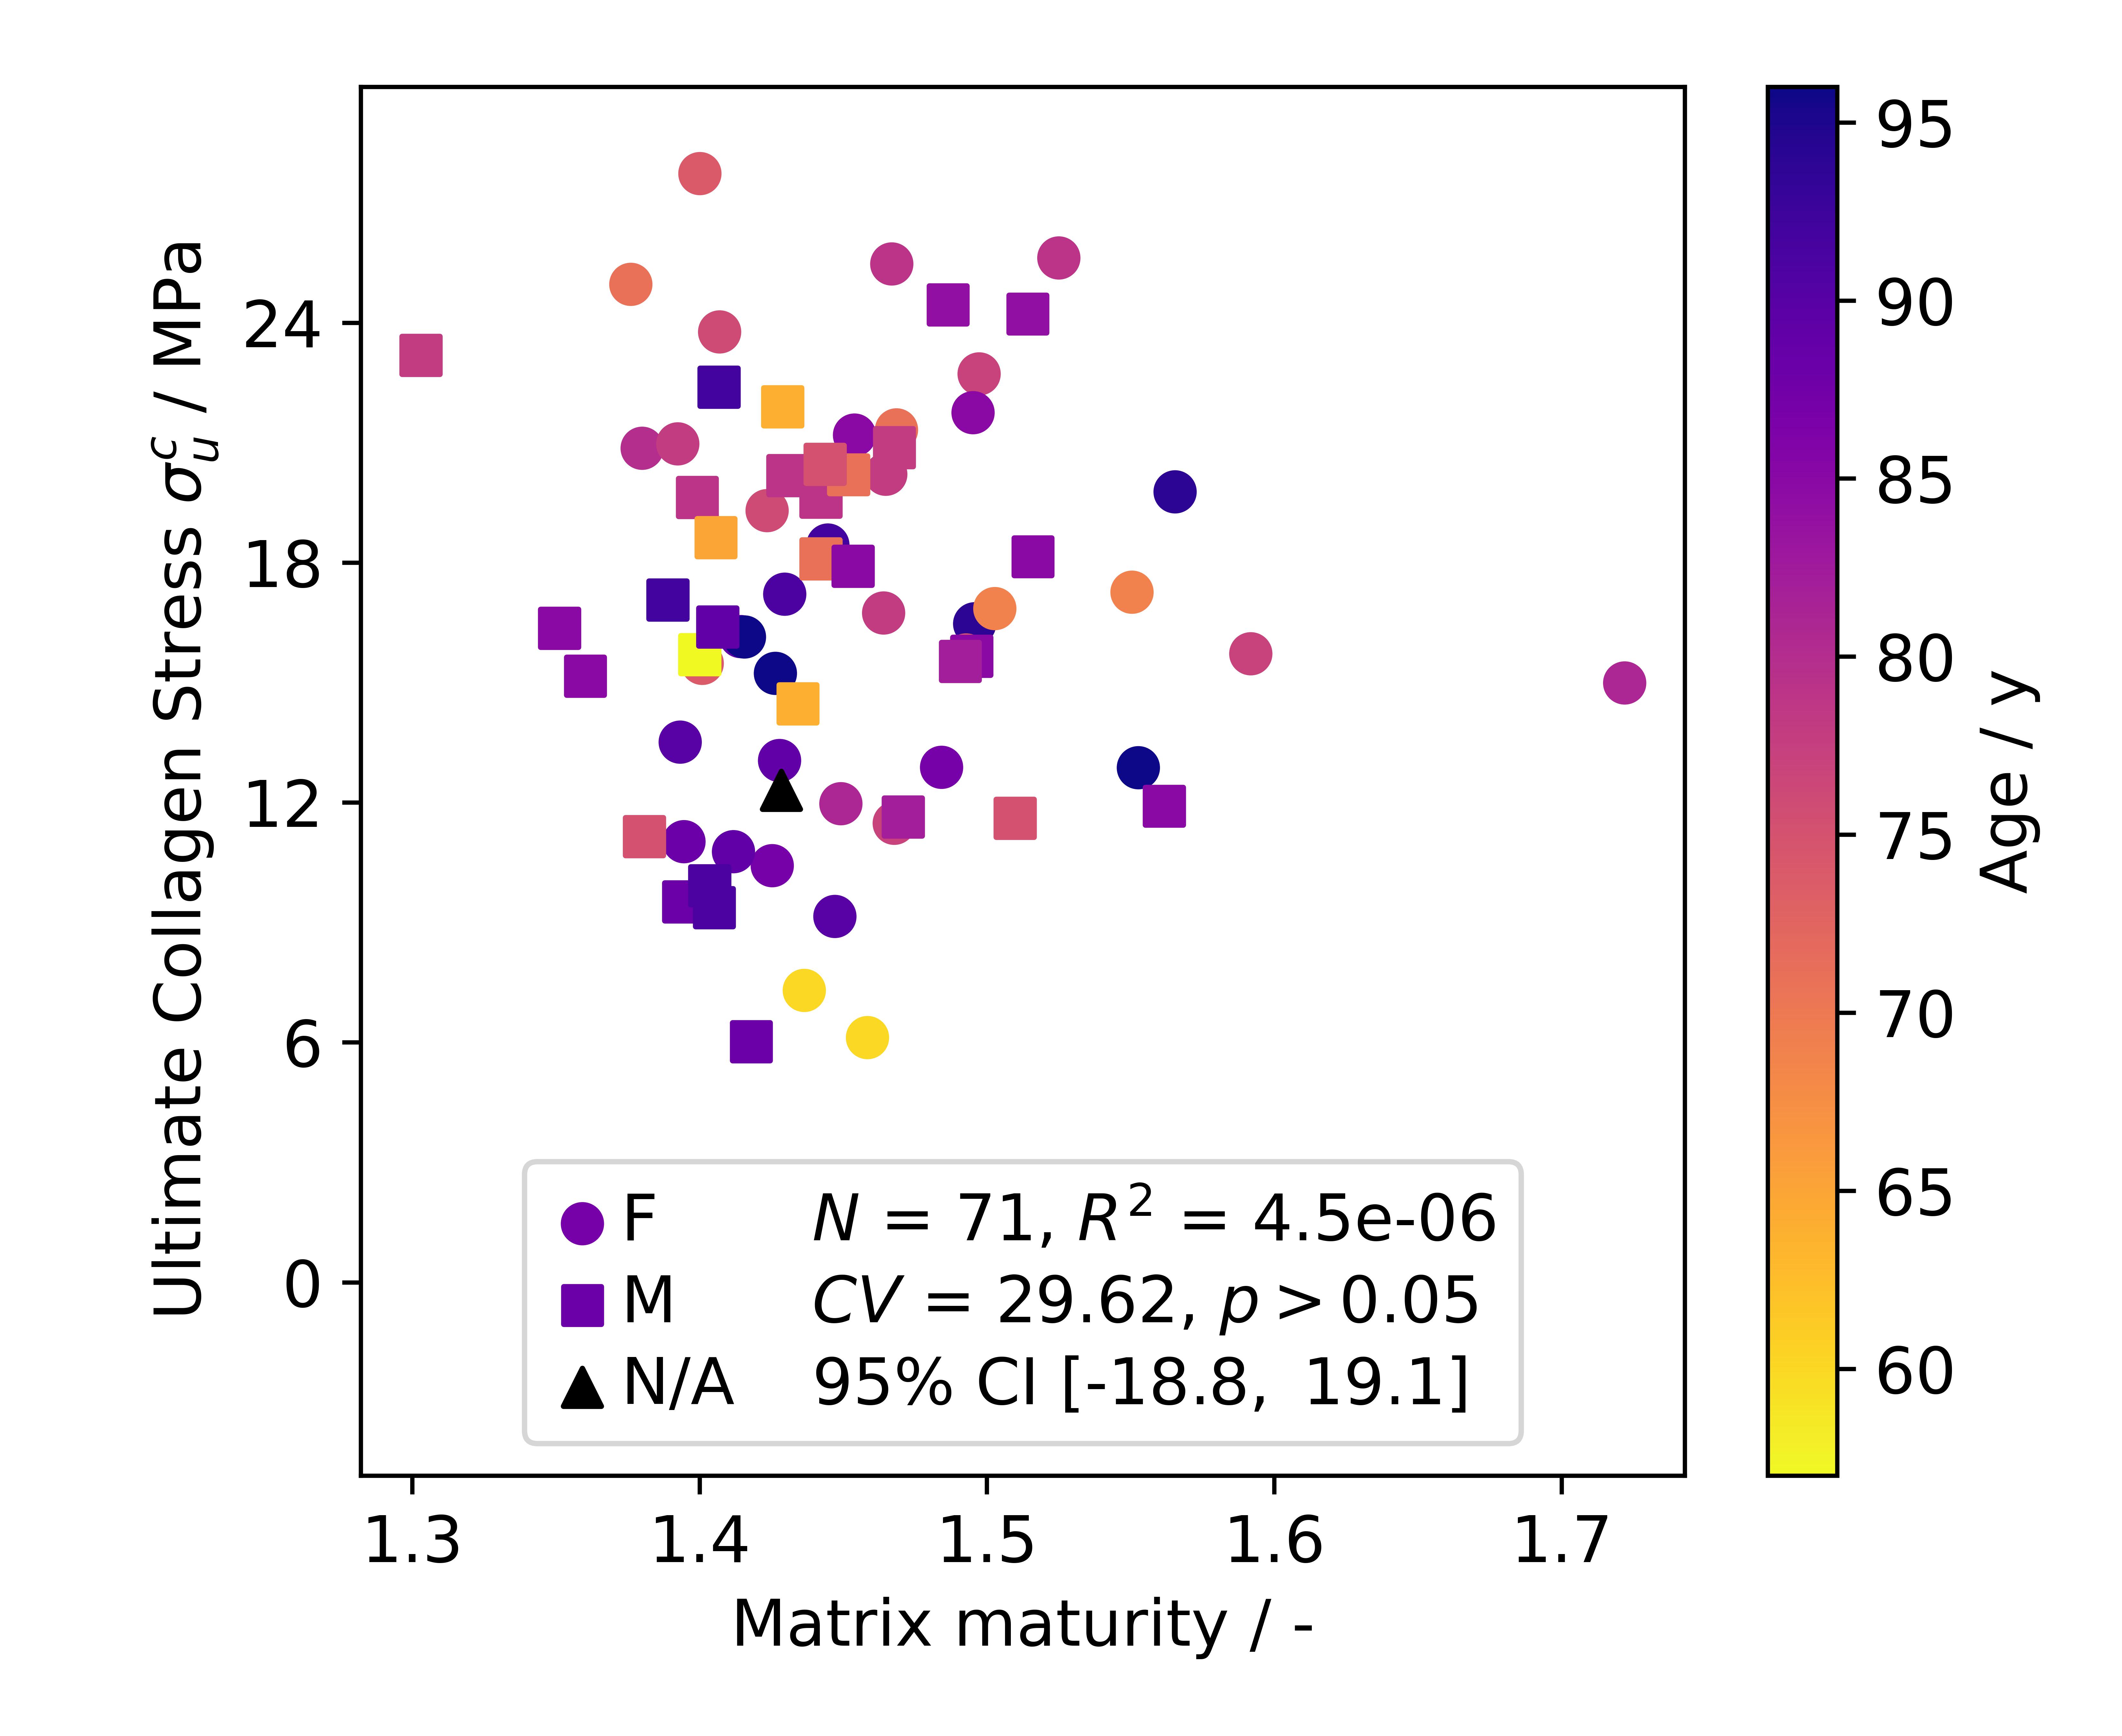 Ultimate Collagen Stress σᶜᵤ / MPa
24
18
12
6
0
F N = 71, R² = 4.5e-06
M CV = 29.62, p > 0.05
N/A 95% CI [-18.8, 19.1]
1.3 1.4 1.5 1.6 1.7
Matrix maturity / -
95
90
85
80
75
70
65
60
Age / y